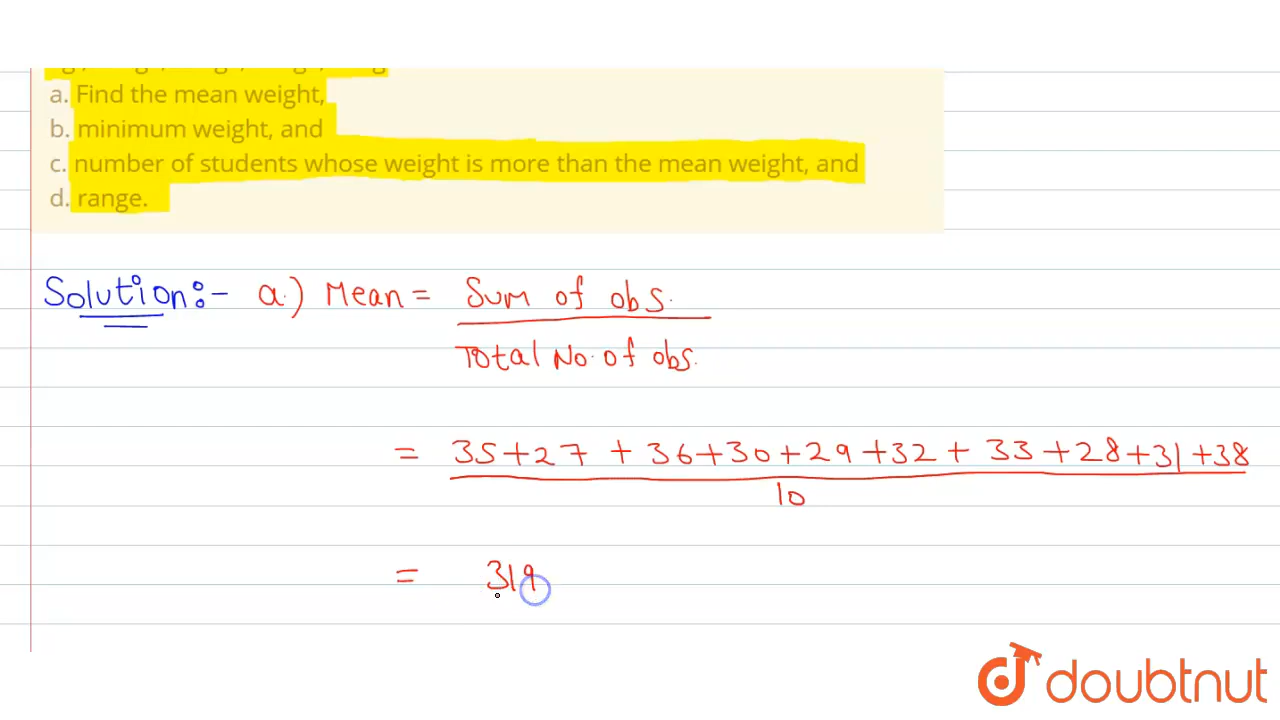 a. Find the mean weight,
b. minimum weight, and
c. number of students whose weight is more than the mean weight, and
d. range.
Solution:- a.) Mean = Sum of obs.
Total No. of obs.
= 35+27 + 36+30+29+32 + 33+28+31+38
10
= 319
doubtnut